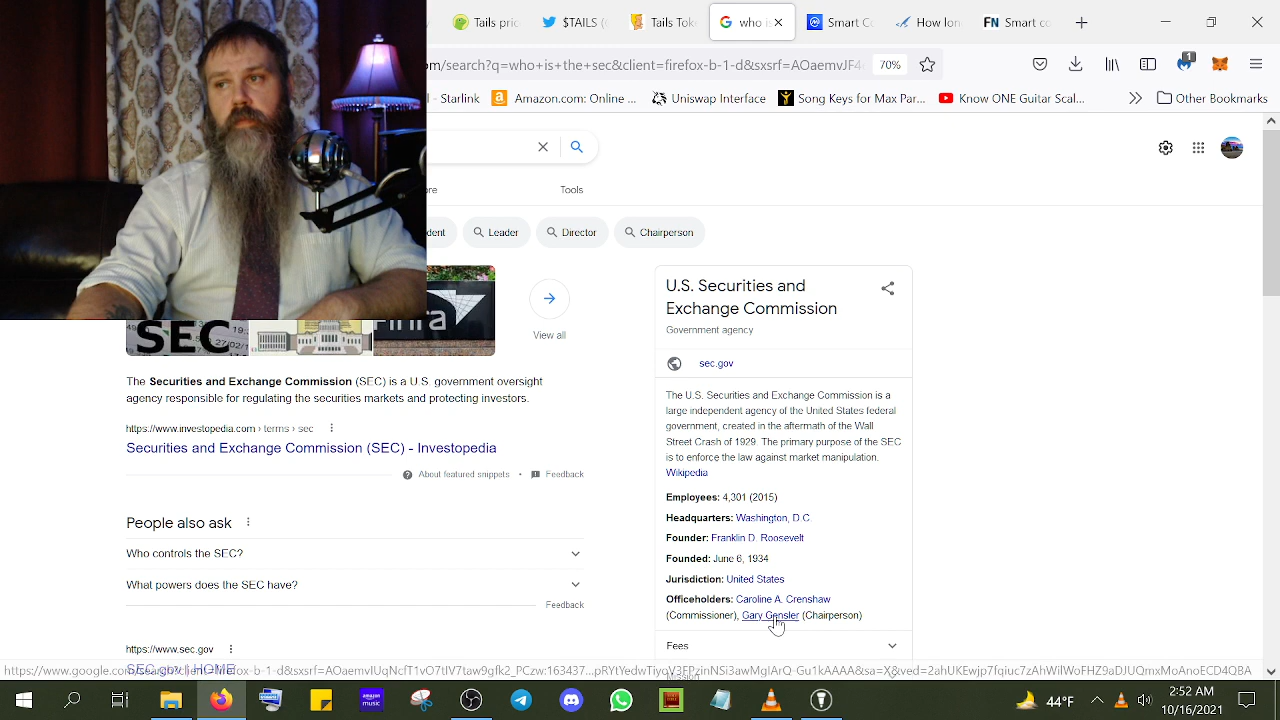 Tails pric
$TAILS (
Tails Tok
who i
Smart co
How lon
FN
Coin
om/search?q=who+is+the+sec&client=firefox-b-1-d&sxsrf=AOaemvJF4
70%
1
l - Starlink
Amazon.com: Online ...
Uniswap Interface
Song Keys for Max Par...
Know ONE Guitar Scal...
Other Bookmarks
Tools
Leader
Director
Chairperson
View all
SEC
The Securities and Exchange Commission (SEC) is a U.S. government oversight
agency responsible for regulating the securities markets and protecting investors.
https://www.investopedia.com › terms › sec
Securities and Exchange Commission (SEC) - Investopedia
About featured snippets • Feedback
People also ask
Who controls the SEC?
What powers does the SEC have?
Feedback
https://www.sec.gov
SEC.gov | HOME
U.S. Securities and
Exchange Commission
Government agency
sec.gov
The U.S. Securities and Exchange Commission is a
large independent agency of the United States federal
government, created in the aftermath of the Wall
Street Crash of 1929. The primary purpose of the SEC
is to enforce the law against market manipulation.
Wikipedia
Employees: 4,301 (2015)
Headquarters: Washington, D.C.
Founder: Franklin D. Roosevelt
Founded: June 6, 1934
Jurisdiction: United States
Officeholders: Caroline A. Crenshaw
(Commissioner), Gary Gensler (Chairperson)
Fees
amazon
music
44°F
10/16/2021